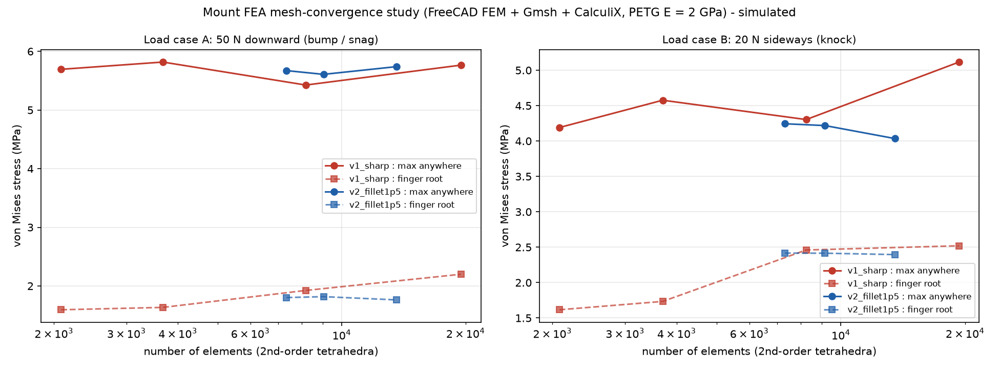 Mount FEA mesh-convergence study (FreeCAD FEM + Gmsh + CalculiX, PETG E = 2 GPa) - simulated
Load case A: 50 N downward (bump / snag)
von Mises stress (MPa)
6
5
4
3
2
v1_sharp : max anywhere
v1_sharp : finger root
v2_fillet1p5 : max anywhere
v2_fillet1p5 : finger root
2 × 10³ 3 × 10³ 4 × 10³ 6 × 10³ 10⁴ 2 × 10⁴
number of elements (2nd-order tetrahedra)
Load case B: 20 N sideways (knock)
von Mises stress (MPa)
5.0
4.5
4.0
3.5
3.0
2.5
2.0
1.5
v1_sharp : max anywhere
v1_sharp : finger root
v2_fillet1p5 : max anywhere
v2_fillet1p5 : finger root
2 × 10³ 3 × 10³ 4 × 10³ 6 × 10³ 10⁴ 2 × 10⁴
number of elements (2nd-order tetrahedra)